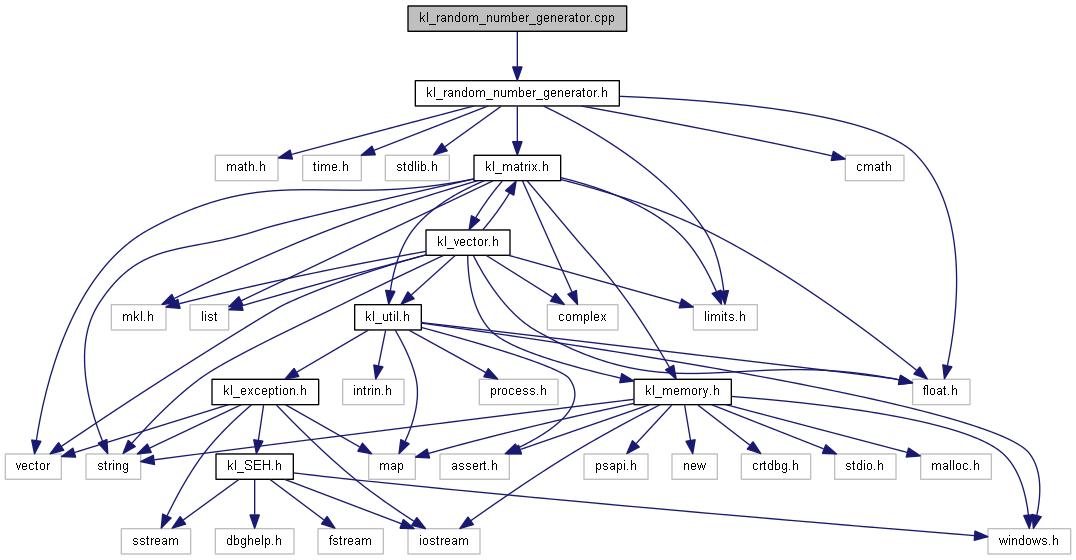 kl_random_number_generator.cpp
kl_random_number_generator.h
math.h time.h stdlib.h kl_matrix.h cmath
kl_vector.h
mkl.h list kl_util.h complex limits.h
kl_exception.h intrin.h process.h kl_memory.h float.h
vector string kl_SEH.h map assert.h psapi.h new crtdbg.h stdio.h malloc.h
sstream dbghelp.h fstream iostream windows.h